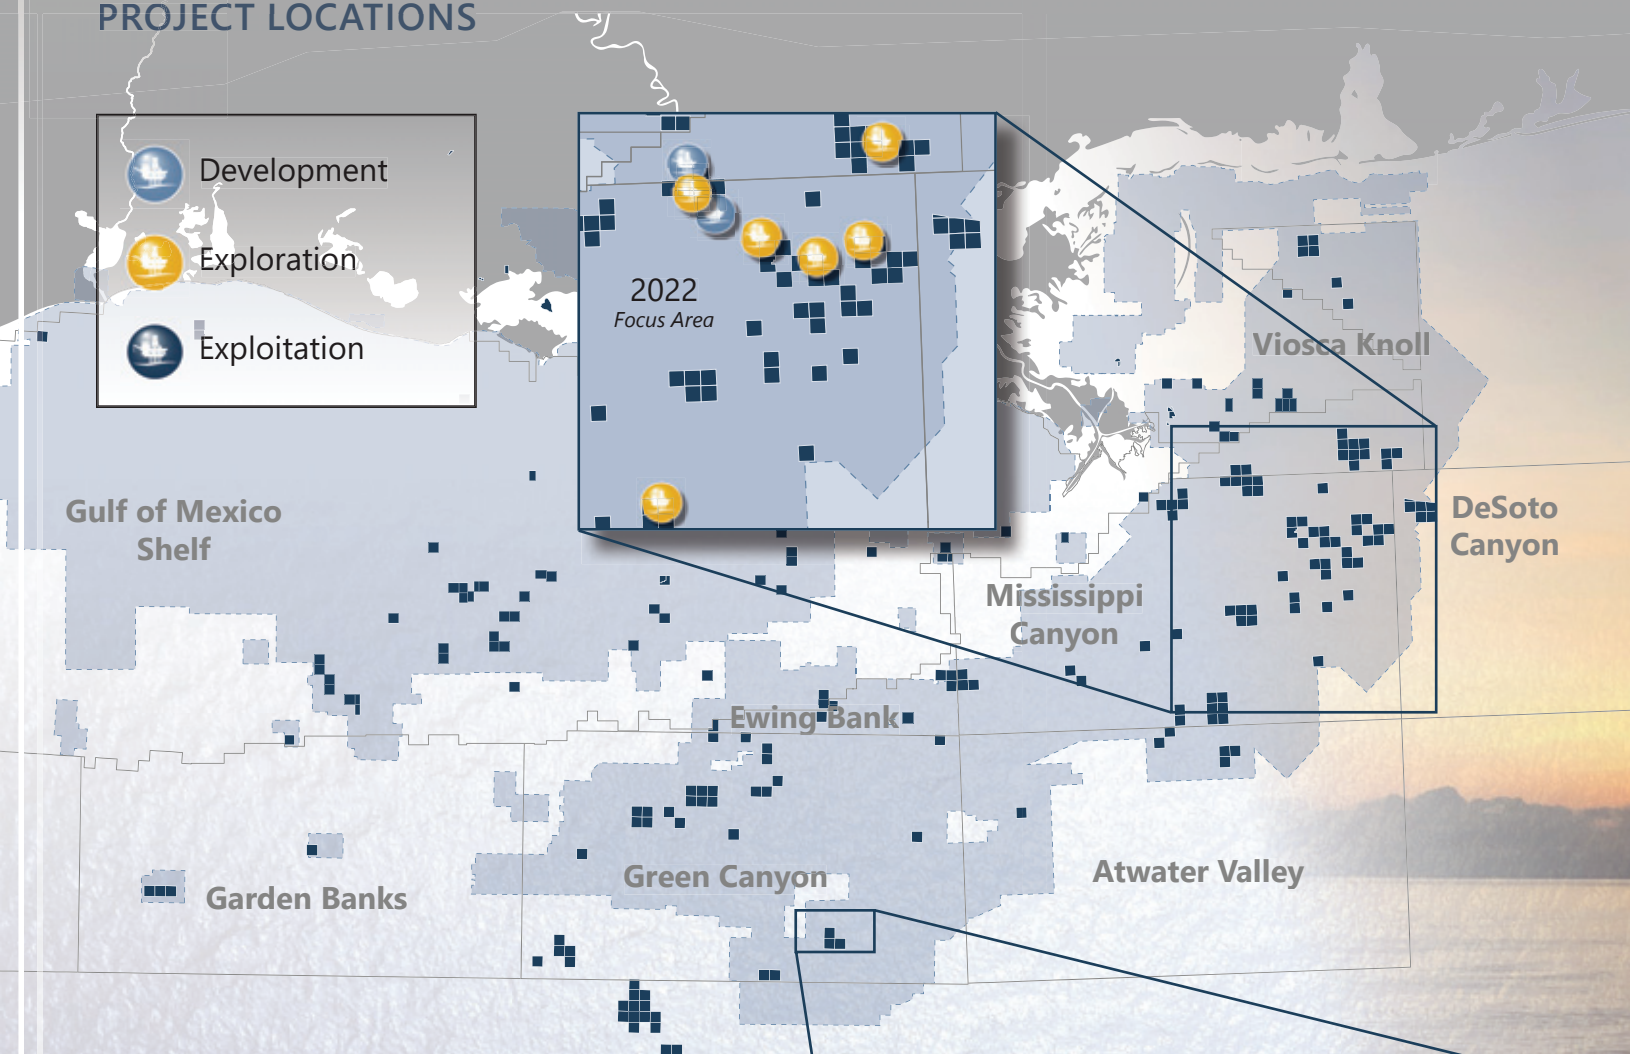 PROJECT LOCATIONS
Development
Exploration
Exploitation
2022
Focus Area
Viosca Knoll
Gulf of Mexico
Shelf
DeSoto
Canyon
Mississippi
Canyon
Ewing Bank
Green Canyon
Atwater Valley
Garden Banks